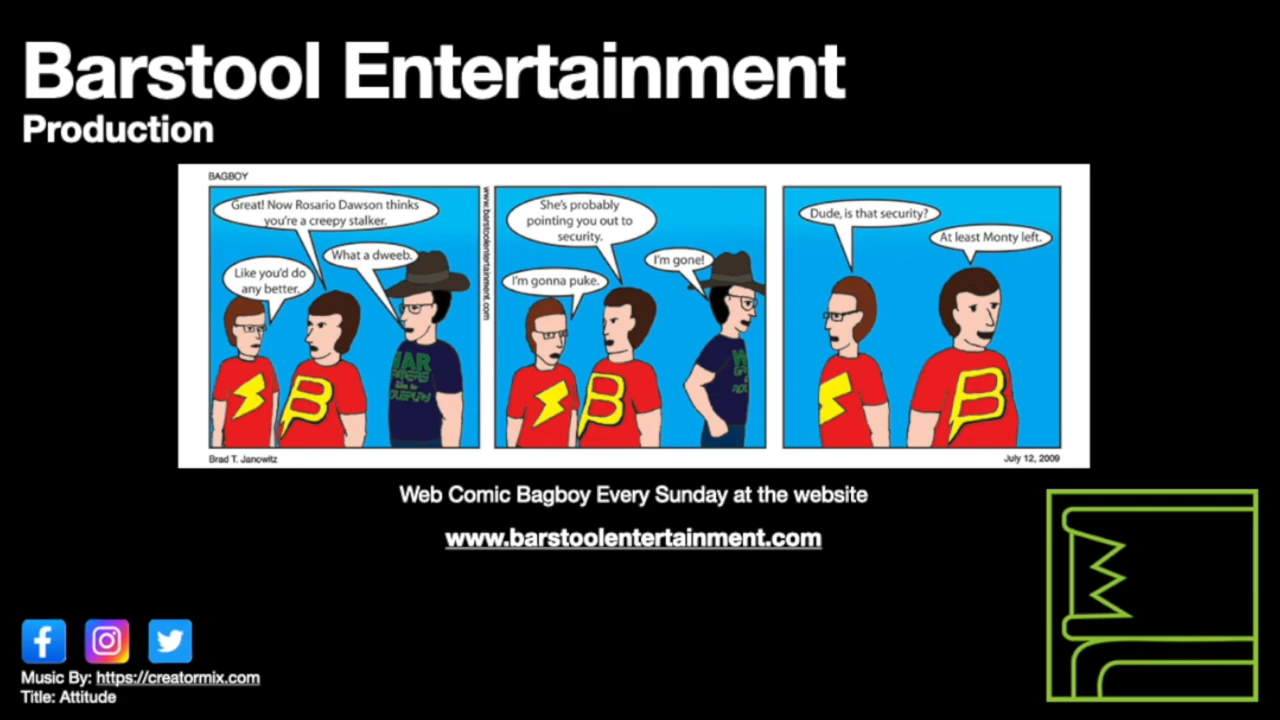 Barstool Entertainment
Production
BAGBOY
Great! Now Rosario Dawson thinks
you're a creepy stalker.
What a dweeb.
Like you'd do
any better.
www.barstoolentertainment.com
She's probably
pointing you out to
security.
I'm gone!
I'm gonna puke.
Dude, is that security?
At least Monty left.
B
B
B
Brad T. Janowitz
July 12, 2009
Web Comic Bagboy Every Sunday at the website
www.barstoolentertainment.com
Music By: https://creatormix.com
Title: Attitude